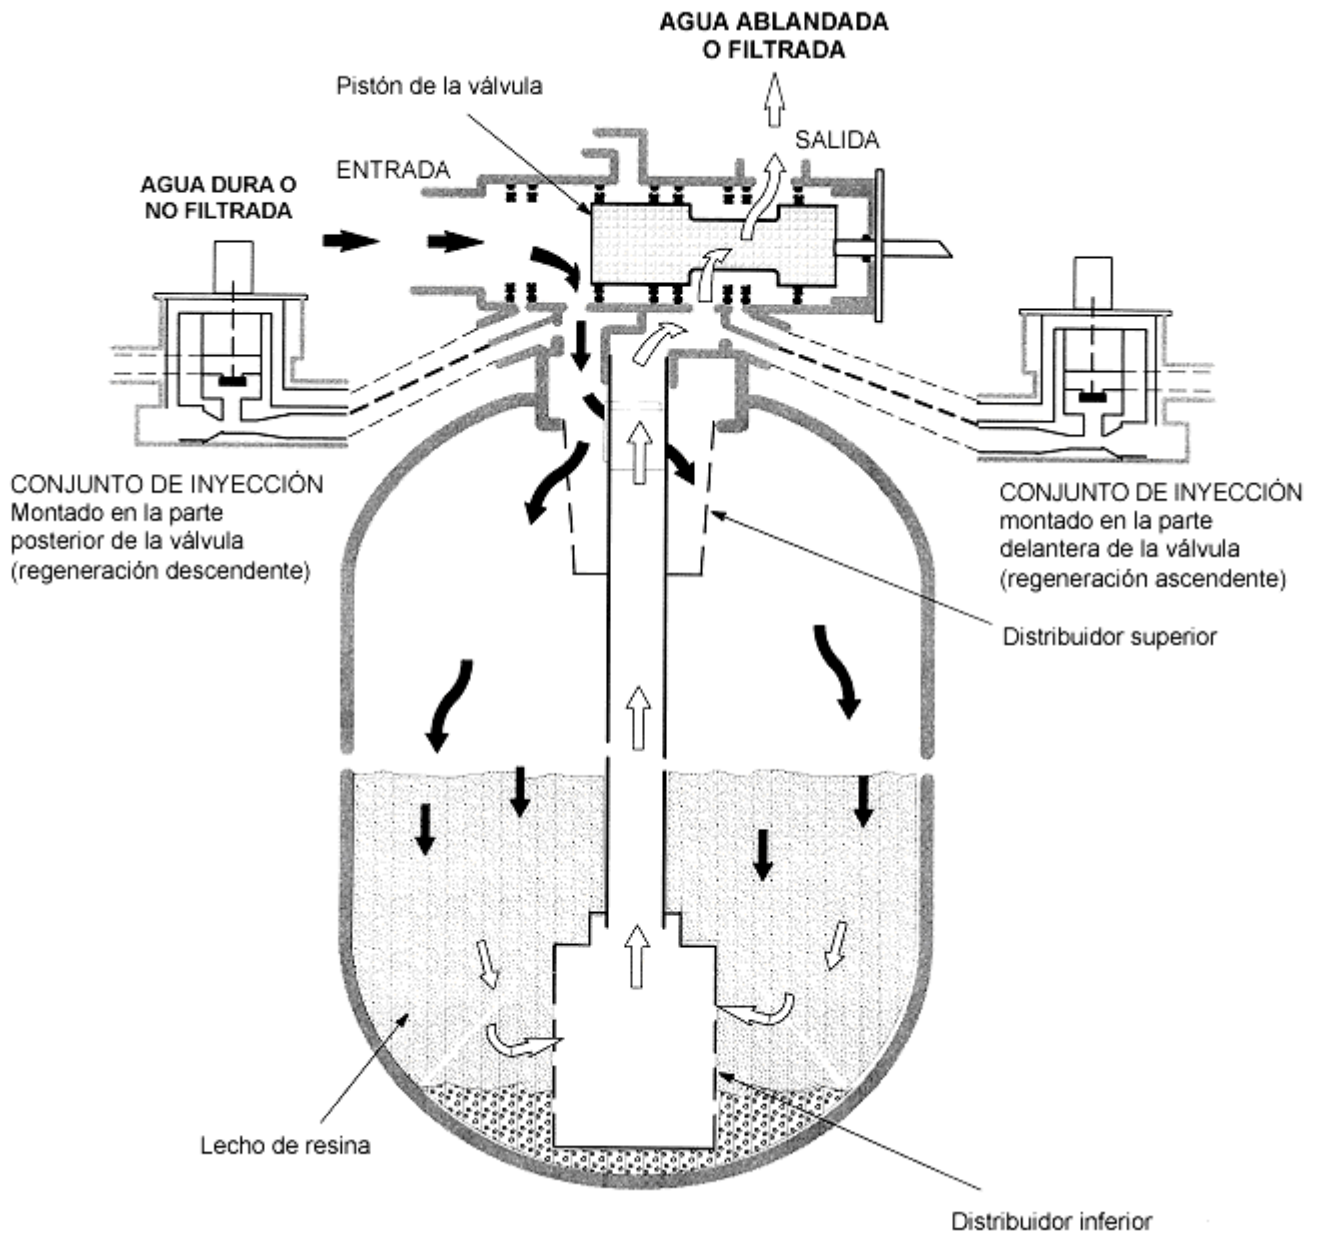 AGUA ABLANDADA
O FILTRADA
Pistón de la válvula
SALIDA
ENTRADA
AGUA DURA O
NO FILTRADA
CONJUNTO DE INYECCIÓN
Montado en la parte
posterior de la válvula
(regeneración descendente)
CONJUNTO DE INYECCIÓN
montado en la parte
delantera de la válvula
(regeneración ascendente)
Distribuidor superior
Lecho de resina
Distribuidor inferior